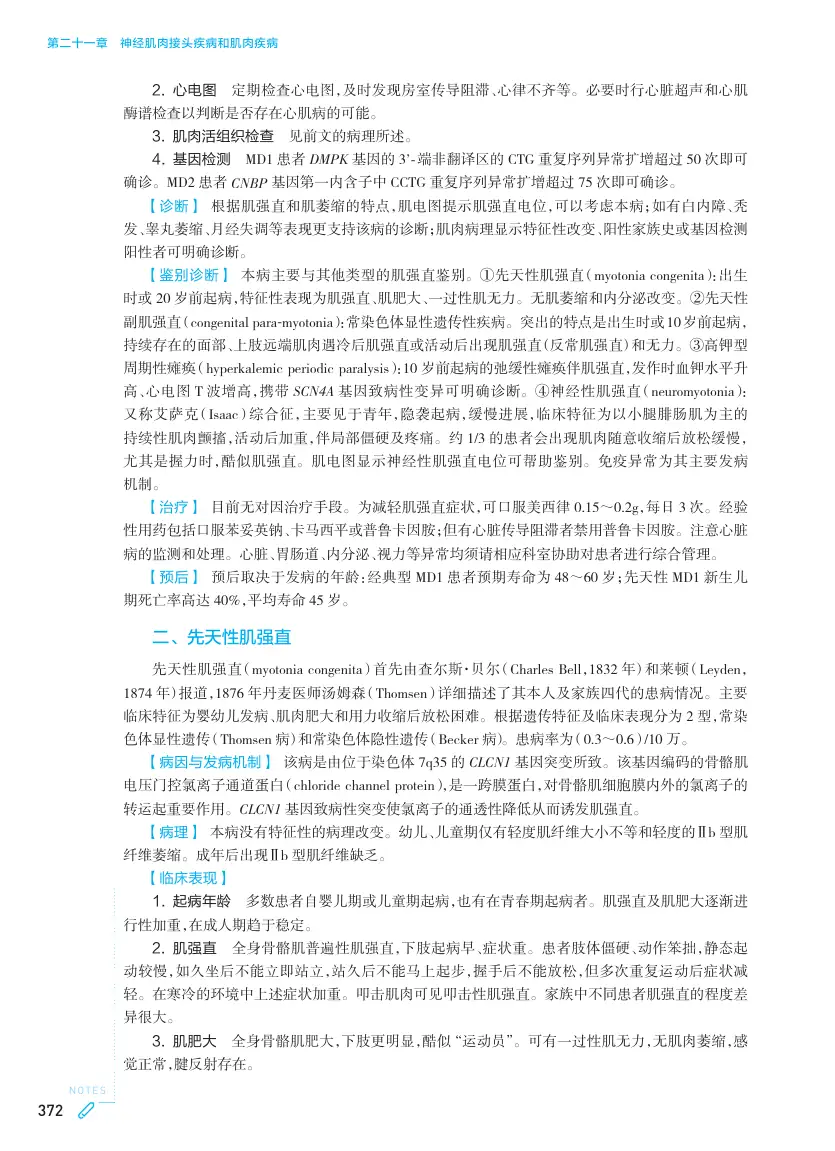 第二十一章 神经肌肉接头疾病和肌肉疾病
2. 心电图 定期检查心电图,及时发现房室传导阻滞、心律不齐等。必要时行心脏超声和心肌
酶谱检查以判断是否存在心肌病的可能。
3. 肌肉活组织检查 见前文的病理所述。
4. 基因检测 MD1 患者 DMPK 基因的 3’-端非翻译区的 CTG 重复序列异常扩增超过 50 次即可
确诊。MD2 患者 CNBP 基因第一内含子中 CCTG 重复序列异常扩增超过 75 次即可确诊。
【诊断】 根据肌强直和肌萎缩的特点,肌电图提示肌强直电位,可以考虑本病;如有白内障、秃
发、睾丸萎缩、月经失调等表现更支持该病的诊断;肌肉病理显示特征性改变、阳性家族史或基因检测
阳性者可明确诊断。
【鉴别诊断】 本病主要与其他类型的肌强直鉴别。①先天性肌强直(myotonia congenita):出生
时或 20 岁前起病,特征性表现为肌强直、肌肥大、一过性肌无力。无肌萎缩和内分泌改变。②先天性
副肌强直(congenital para-myotonia):常染色体显性遗传性疾病。突出的特点是出生时或10岁前起病,
持续存在的面部、上肢远端肌肉遇冷后肌强直或活动后出现肌强直(反常肌强直)和无力。③高钾型
周期性瘫痪(hyperkalemic periodic paralysis):10 岁前起病的弛缓性瘫痪伴肌强直,发作时血钾水平升
高、心电图 T 波增高,携带 SCN4A 基因致病性变异可明确诊断。④神经性肌强直(neuromyotonia):
又称艾萨克(Isaac)综合征,主要见于青年,隐袭起病,缓慢进展,临床特征为以小腿腓肠肌为主的
持续性肌肉颤搐,活动后加重,伴局部僵硬及疼痛。约 1/3 的患者会出现肌肉随意收缩后放松缓慢,
尤其是握力时,酷似肌强直。肌电图显示神经性肌强直电位可帮助鉴别。免疫异常为其主要发病
机制。
【治疗】 目前无对因治疗手段。为减轻肌强直症状,可口服美西律 0.15～0.2g,每日 3 次。经验
性用药包括口服苯妥英钠、卡马西平或普鲁卡因胺;但有心脏传导阻滞者禁用普鲁卡因胺。注意心脏
病的监测和处理。心脏、胃肠道、内分泌、视力等异常均须请相应科室协助对患者进行综合管理。
【预后】 预后取决于发病的年龄:经典型 MD1 患者预期寿命为 48～60 岁;先天性 MD1 新生儿
期死亡率高达 40%,平均寿命 45 岁。
二、先天性肌强直
先天性肌强直(myotonia congenita)首先由查尔斯·贝尔(Charles Bell,1832 年)和莱顿(Leyden,
1874 年)报道,1876 年丹麦医师汤姆森(Thomsen)详细描述了其本人及家族四代的患病情况。主要
临床特征为婴幼儿发病、肌肉肥大和用力收缩后放松困难。根据遗传特征及临床表现分为 2 型,常染
色体显性遗传(Thomsen 病)和常染色体隐性遗传(Becker 病)。患病率为(0.3～0.6)/10 万。
【病因与发病机制】 该病是由位于染色体 7q35 的 CLCN1 基因突变所致。该基因编码的骨骼肌
电压门控氯离子通道蛋白(chloride channel protein),是一跨膜蛋白,对骨骼肌细胞膜内外的氯离子的
转运起重要作用。CLCN1 基因致病性突变使氯离子的通透性降低从而诱发肌强直。
【病理】 本病没有特征性的病理改变。幼儿、儿童期仅有轻度肌纤维大小不等和轻度的Ⅱb 型肌
纤维萎缩。成年后出现Ⅱb 型肌纤维缺乏。
【临床表现】
1. 起病年龄 多数患者自婴儿期或儿童期起病,也有在青春期起病者。肌强直及肌肥大逐渐进
行性加重,在成人期趋于稳定。
2. 肌强直 全身骨骼肌普遍性肌强直,下肢起病早、症状重。患者肢体僵硬、动作笨拙,静态起
动较慢,如久坐后不能立即站立,站久后不能马上起步,握手后不能放松,但多次重复运动后症状减
轻。在寒冷的环境中上述症状加重。叩击肌肉可见叩击性肌强直。家族中不同患者肌强直的程度差
异很大。
3. 肌肥大 全身骨骼肌肥大,下肢更明显,酷似“运动员”。可有一过性肌无力,无肌肉萎缩,感
觉正常,腱反射存在。
NOTES
372